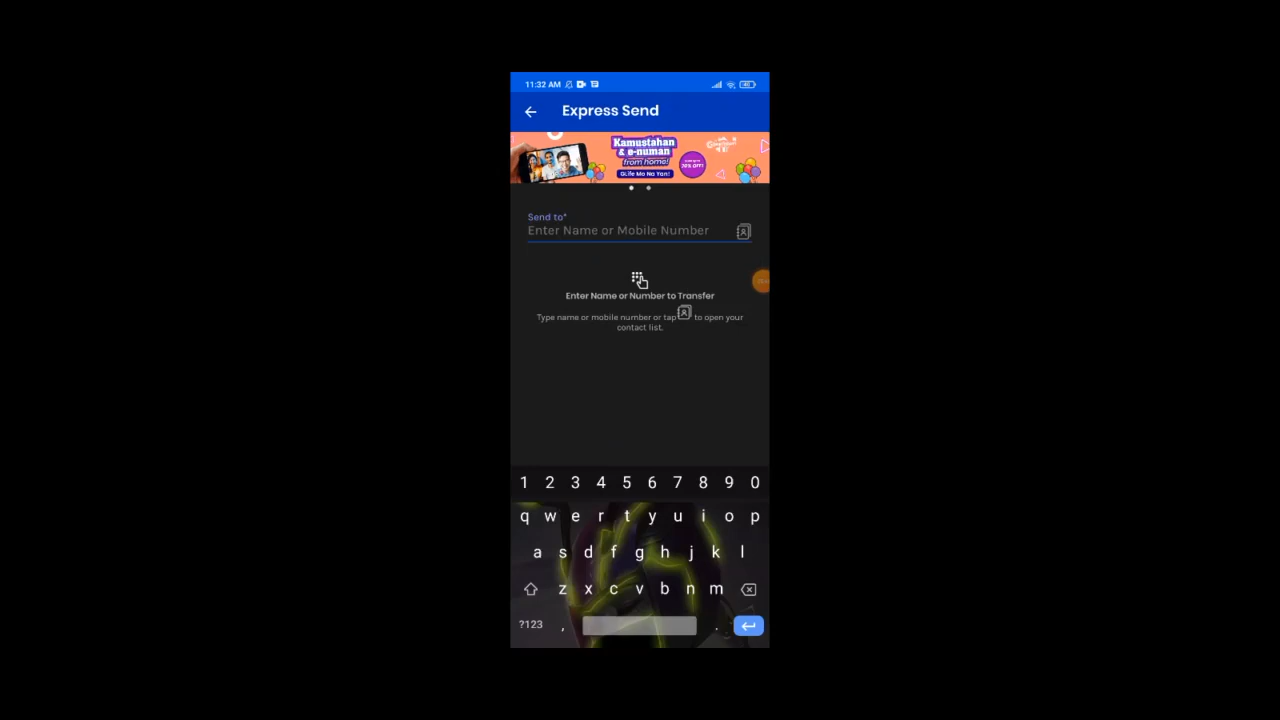 11:32 AM
Express Send
Kamustahan
& e-numan
from home!
GLife Mo Na Yan!
Send to*
Enter Name or Mobile Number
Enter Name or Number to Transfer
Type name or mobile number or tap to open your
contact list.
1 2 3 4 5 6 7 8 9 0
q w e r t y u i o p
a s d f g h j k l
z x c v b n m
?123 , .